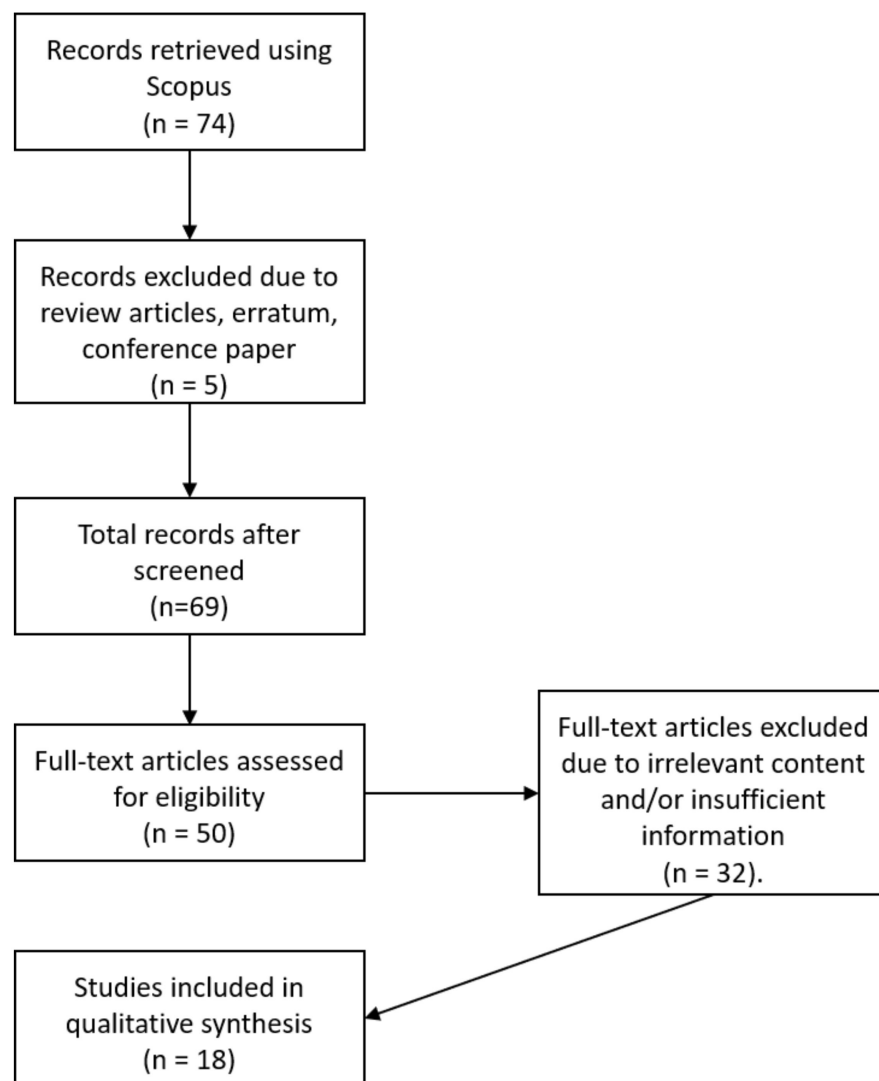 Records retrieved using
Scopus
(n = 74)
Records excluded due to
review articles, erratum,
conference paper
(n = 5)
Total records after
screened
(n=69)
Full-text articles assessed
for eligibility
(n = 50)
Full-text articles excluded
due to irrelevant content
and/or insufficient
information
(n = 32).
Studies included in
qualitative synthesis
(n = 18)